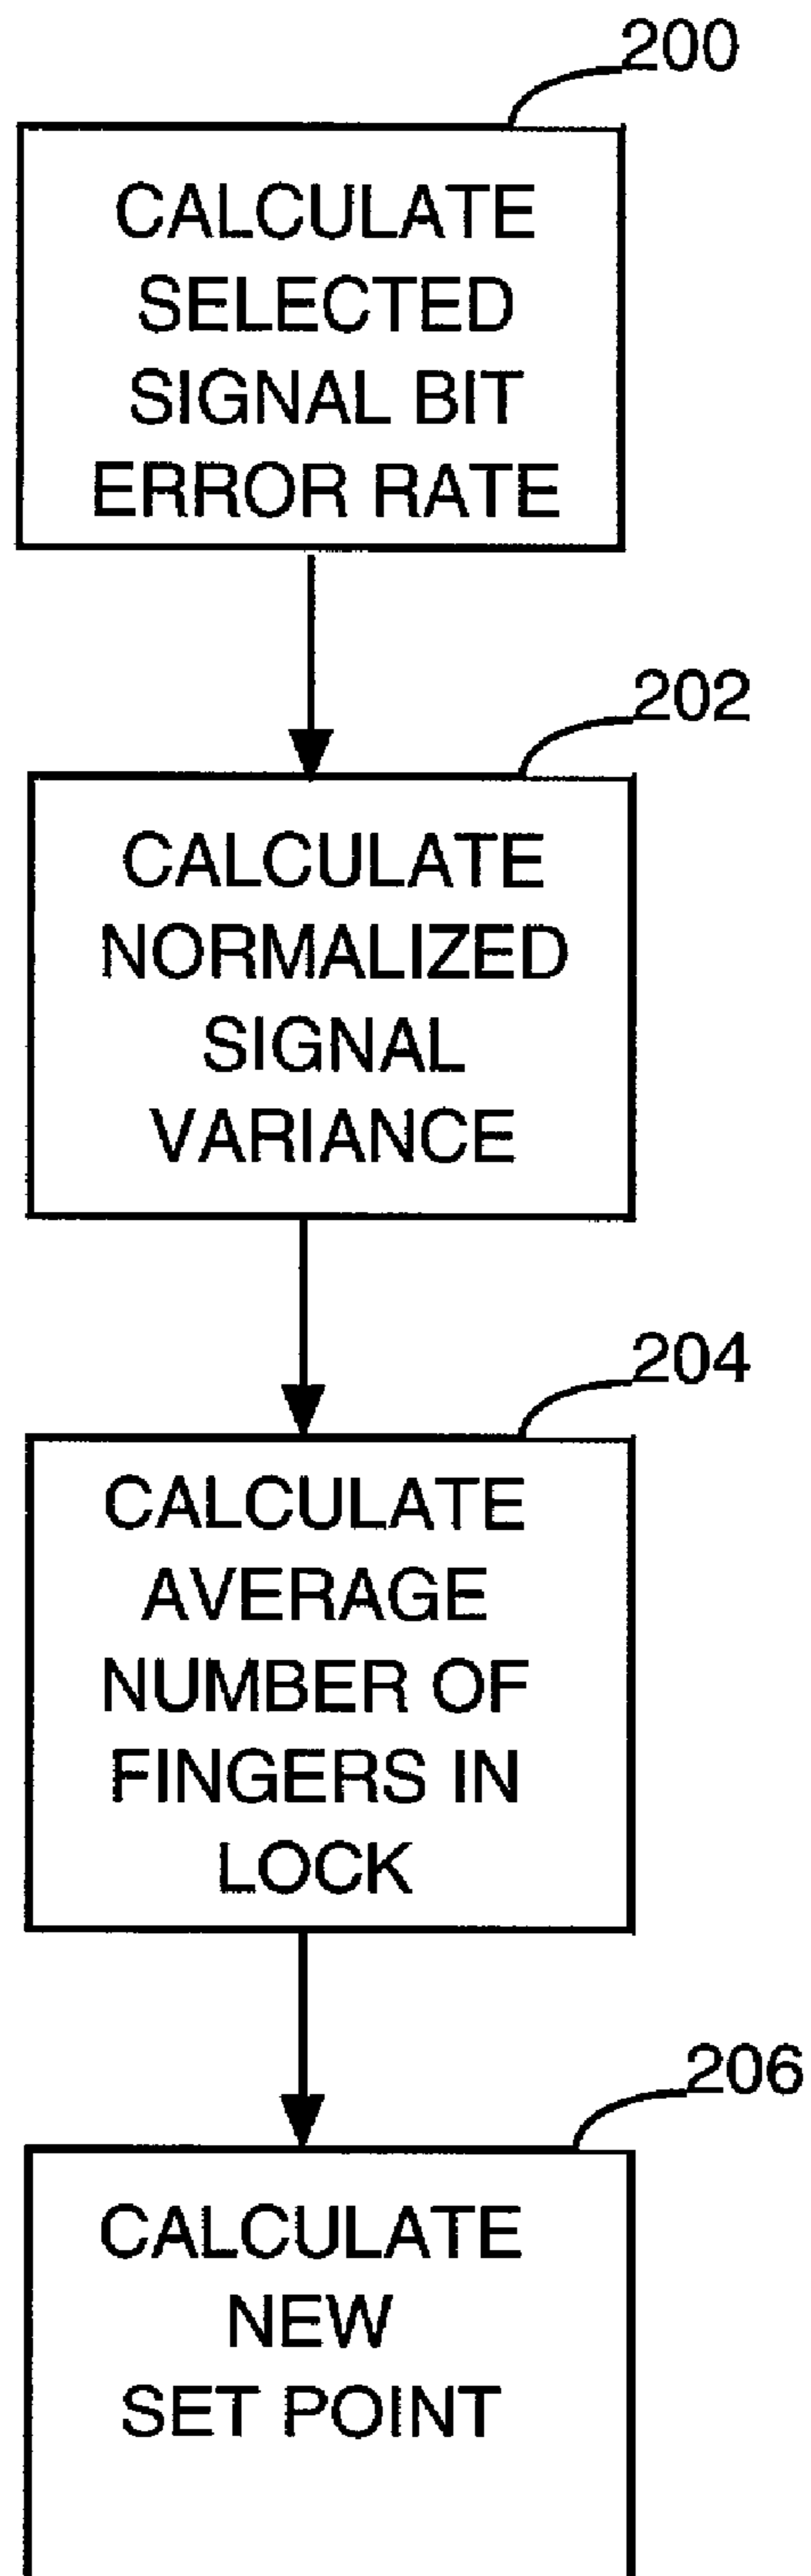 200
CALCULATE
SELECTED
SIGNAL BIT
ERROR RATE
202
CALCULATE
NORMALIZED
SIGNAL
VARIANCE
204
CALCULATE
AVERAGE
NUMBER OF
FINGERS IN
LOCK
206
CALCULATE
NEW
SET POINT